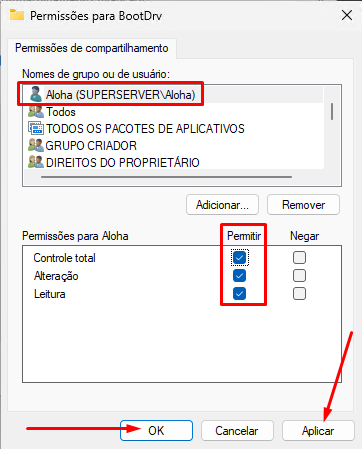 Permissões para BootDrv
Permissões de compartilhamento
Nomes de grupo ou de usuário:
Aloha (SUPERSERVER\Aloha)
Todos
TODOS OS PACOTES DE APLICATIVOS
GRUPO CRIADOR
DIREITOS DO PROPRIETÁRIO
Adicionar... Remover
Permissões para Aloha Permitir Negar
Controle total
Alteração
Leitura
OK Cancelar Aplicar